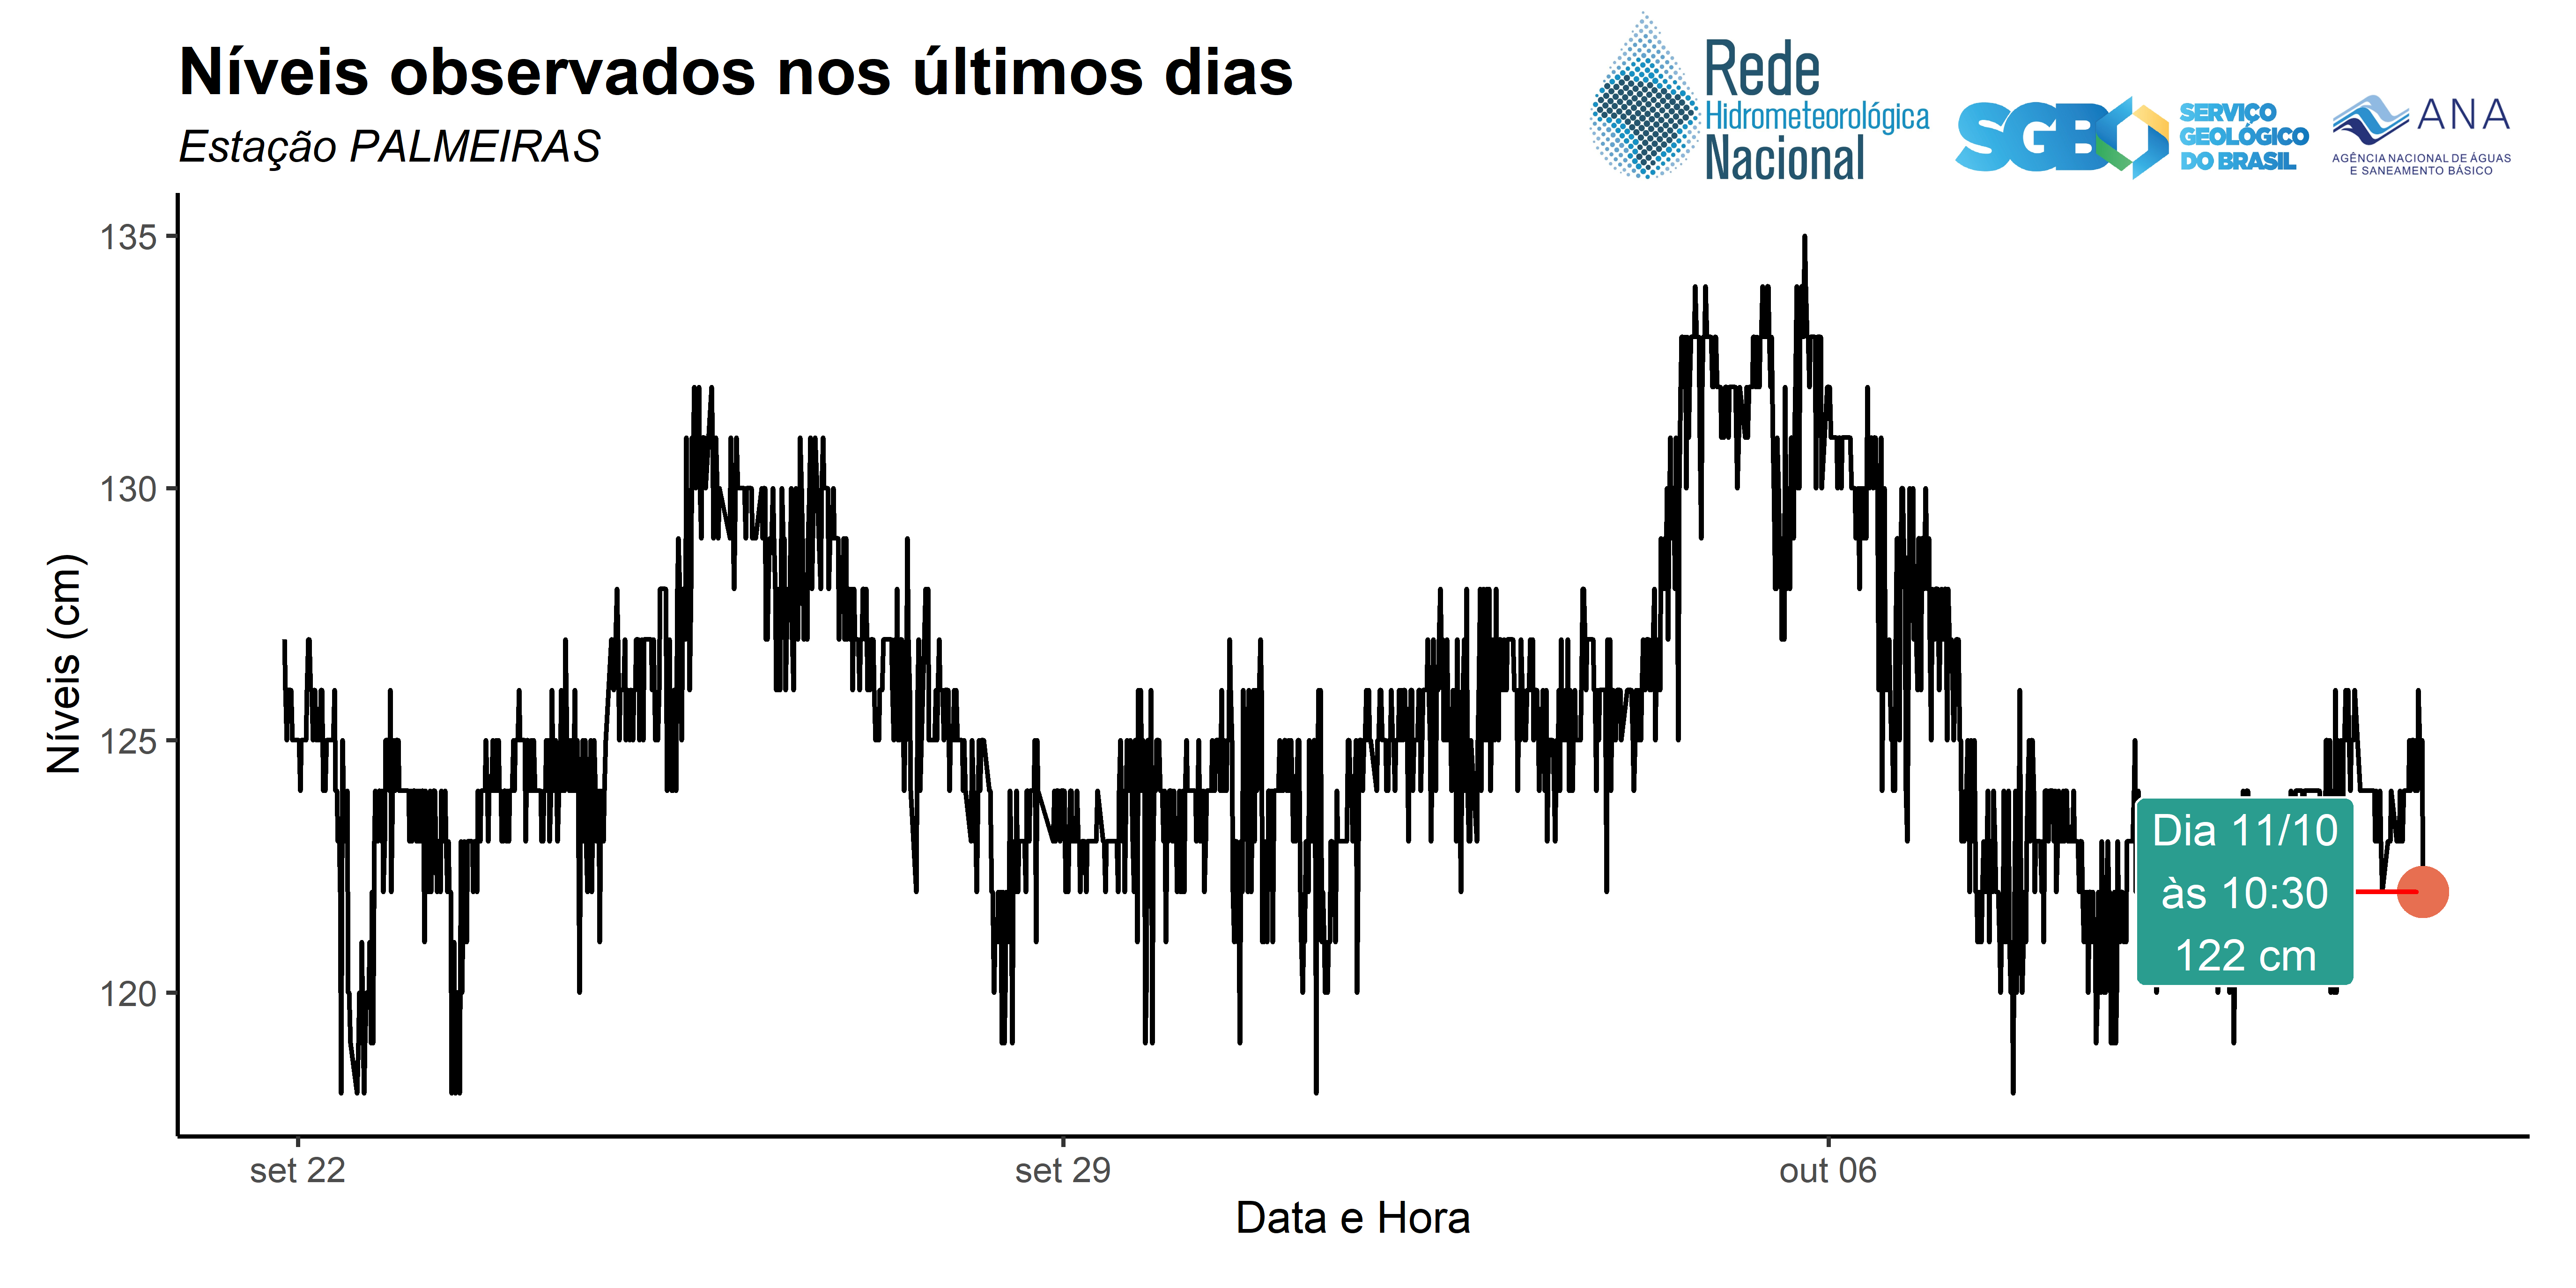 Níveis observados nos últimos dias
Estação PALMEIRAS
Rede
Hidrometeorológica
Nacional
SGB
SERVIÇO
GEOLÓGICO
DO BRASIL
ANA
AGÊNCIA NACIONAL DE ÁGUAS
E SANEAMENTO BÁSICO
135
130
125
120
Níveis (cm)
Dia 11/10
às 10:30
122 cm
set 22
set 29
out 06
Data e Hora